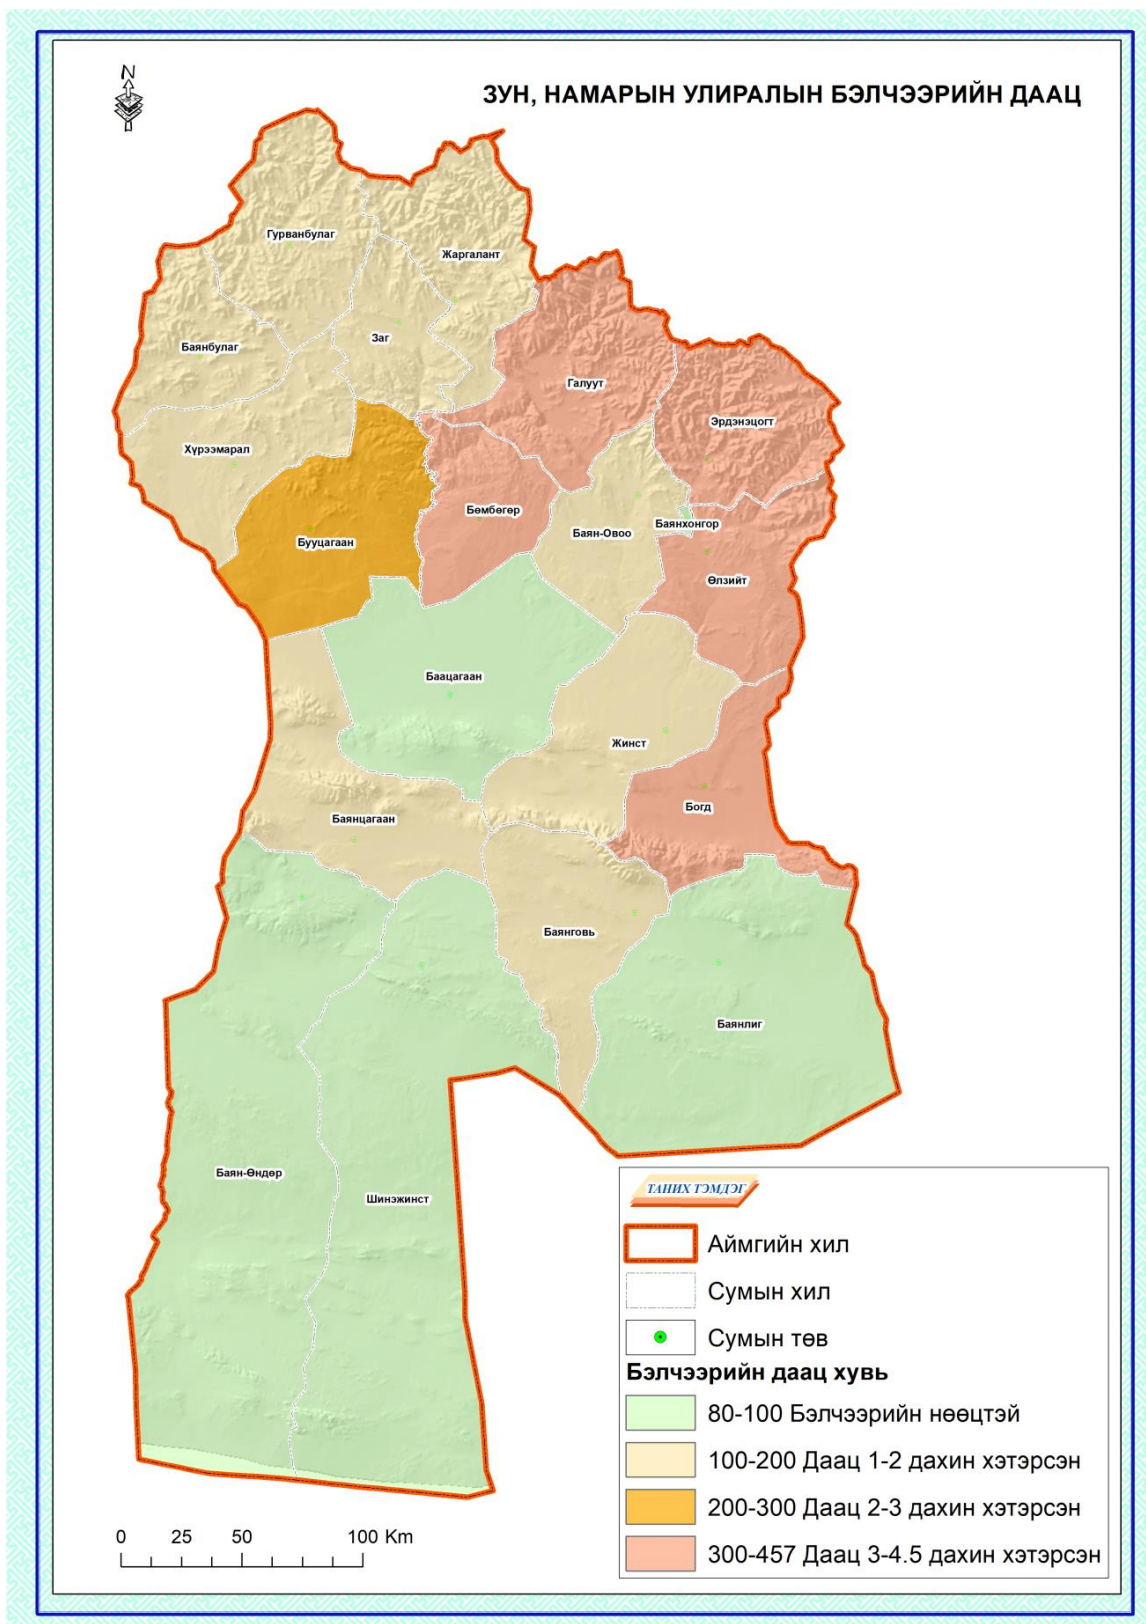 N
ЗУН, НАМАРЫН УЛИРАЛЫН БЭЛЧЭЭРИЙН ДААЦ
Гурванбулаг
Жаргалант
Заг
Баянбулаг
Галуут
Эрдэнэцогт
Хүрээмарал
Бөмбөгөр
Баянхонгор
Баян-Овоо
Бууцагаан
Өлзийт
Баацагаан
Жинст
Богд
Баянцагаан
Баянговь
Баянлиг
Баян-Өндөр
Шинэжинст
ТАНИХ ТЭМДЭГ
Аймгийн хил
Сумын хил
Сумын төв
Бэлчээрийн даац хувь
80-100 Бэлчээрийн нөөцтэй
100-200 Даац 1-2 дахин хэтэрсэн
200-300 Даац 2-3 дахин хэтэрсэн
300-457 Даац 3-4.5 дахин хэтэрсэн
0 25 50 100 Km